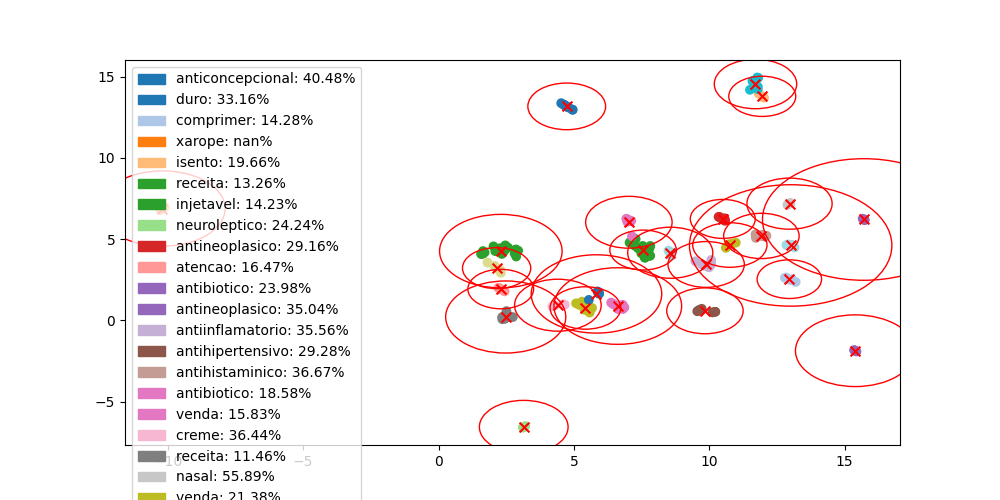 15
10
5
0
−5
−10
−5
0
5
10
15
anticoncepcional: 40.48%
duro: 33.16%
comprimer: 14.28%
xarope: nan%
isento: 19.66%
receita: 13.26%
injetavel: 14.23%
neuroleptico: 24.24%
antineoplasico: 29.16%
atencao: 16.47%
antibiotico: 23.98%
antineoplasico: 35.04%
antiinflamatorio: 35.56%
antihipertensivo: 29.28%
antihistaminico: 36.67%
antibiotico: 18.58%
venda: 15.83%
creme: 36.44%
receita: 11.46%
nasal: 55.89%
venda: 21.38%